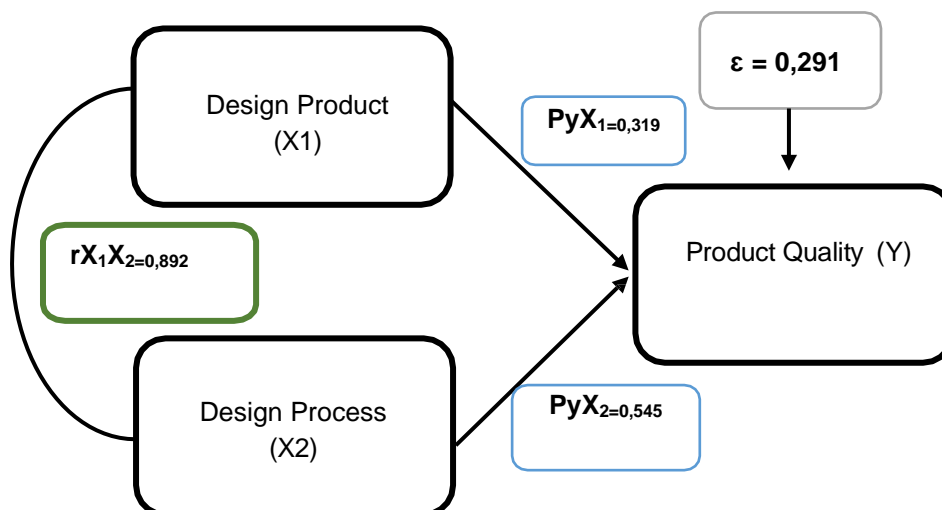 Design Product
(X1)
PyX₁=0,319
ε = 0,291
rX₁X₂=0,892
Product Quality (Y)
Design Process
(X2)
PyX₂=0,545